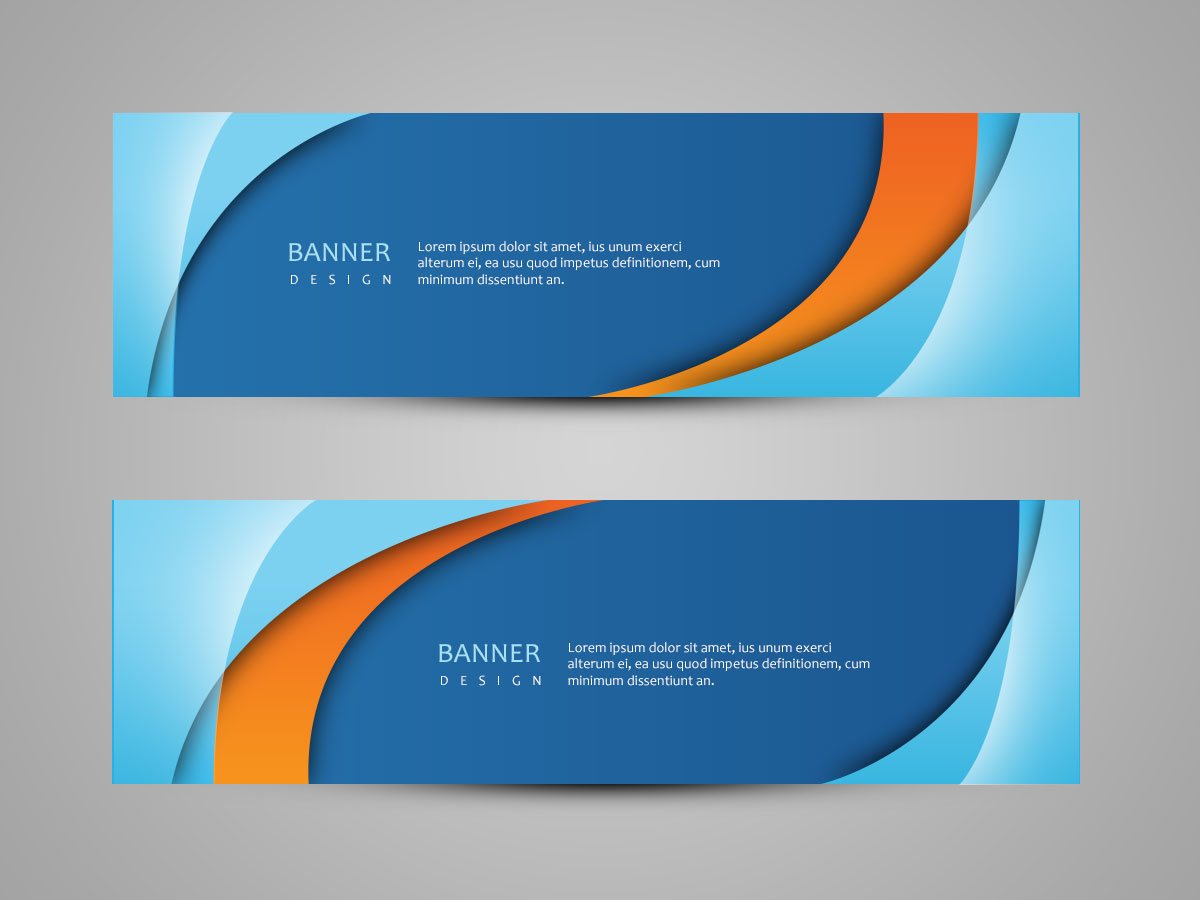 BANNER
DESIGN
Lorem ipsum dolor sit amet, ius unum exerci
alterum ei, ea usu quod impetus definitionem, cum
minimum dissentiunt an.
BANNER
DESIGN
Lorem ipsum dolor sit amet, ius unum exerci
alterum ei, ea usu quod impetus definitionem, cum
minimum dissentiunt an.